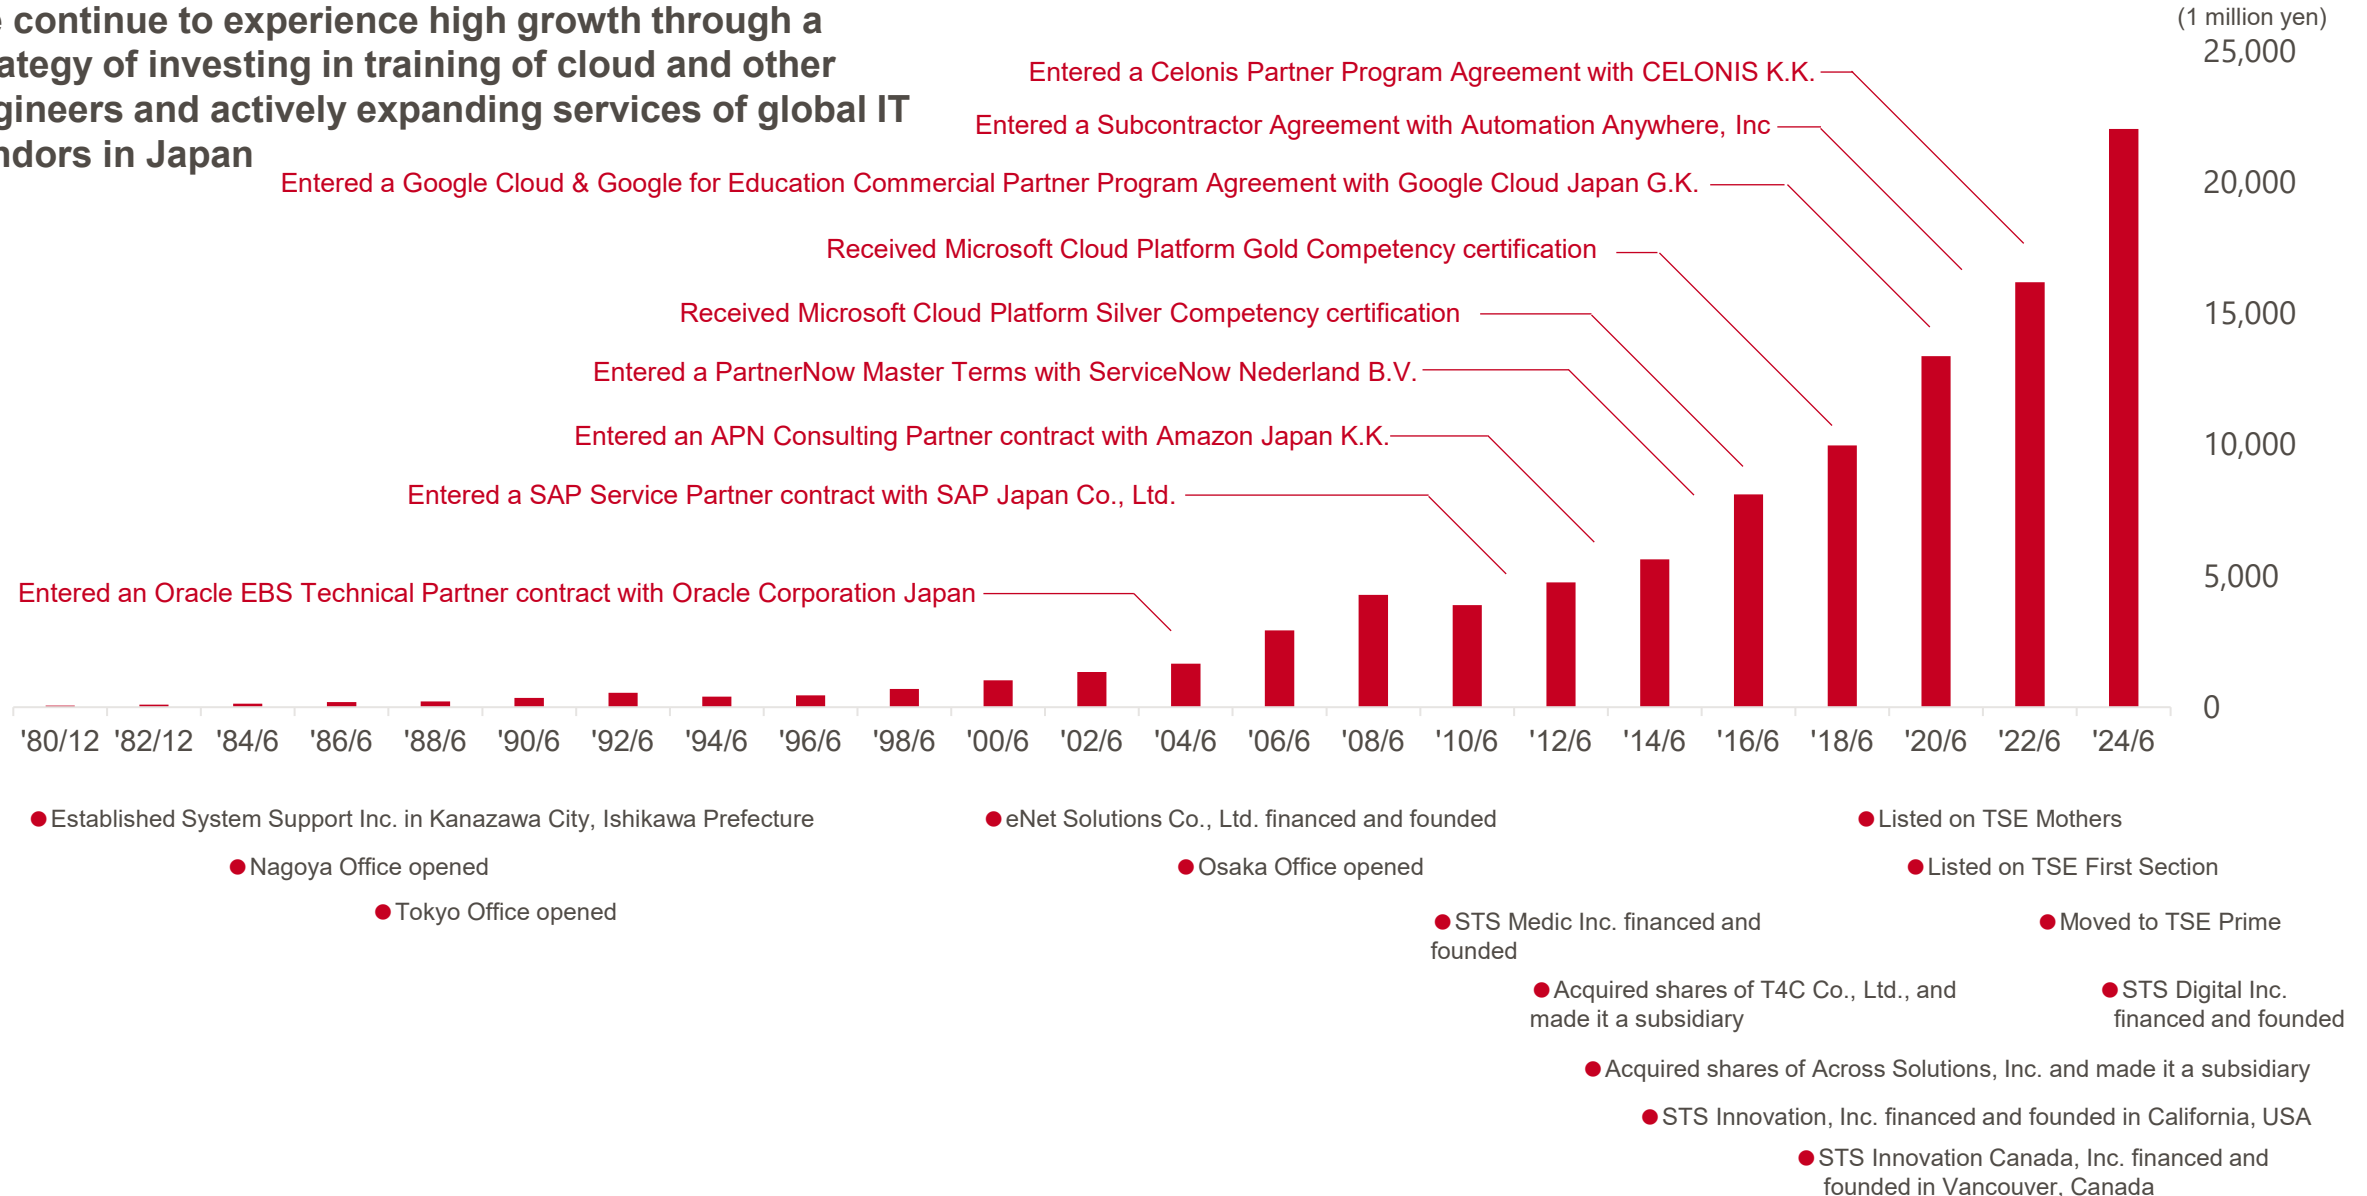 continue to experience high growth through a
of investing in training of cloud and other
and actively expanding services of global IT
in Japan
(1 million yen)
25,000
20,000
15,000
10,000
5,000
0
Entered a Celonis Partner Program Agreement with CELONIS K.K.
Entered a Subcontractor Agreement with Automation Anywhere, Inc
Entered a Google Cloud & Google for Education Commercial Partner Program Agreement with Google Cloud Japan G.K.
Received Microsoft Cloud Platform Gold Competency certification
Received Microsoft Cloud Platform Silver Competency certification
Entered a PartnerNow Master Terms with ServiceNow Nederland B.V.
Entered an APN Consulting Partner contract with Amazon Japan K.K.
Entered a SAP Service Partner contract with SAP Japan Co., Ltd.
Entered an Oracle EBS Technical Partner contract with Oracle Corporation Japan
'80/12 '82/12 '84/6 '86/6 '88/6 '90/6 '92/6 '94/6 '96/6 '98/6 '00/6 '02/6 '04/6 '06/6 '08/6 '10/6 '12/6 '14/6 '16/6 '18/6 '20/6 '22/6 '24/6
●Established System Support Inc. in Kanazawa City, Ishikawa Prefecture
●Nagoya Office opened
●Tokyo Office opened
●eNet Solutions Co., Ltd. financed and founded
●Osaka Office opened
●STS Medic Inc. financed and
founded
●Acquired shares of T4C Co., Ltd., and
made it a subsidiary
●Acquired shares of Across Solutions, Inc. and made it a subsidiary
●STS Innovation, Inc. financed and founded in California, USA
●STS Innovation Canada, Inc. financed and
founded in Vancouver, Canada
●Listed on TSE Mothers
●Listed on TSE First Section
●Moved to TSE Prime
●STS Digital Inc.
financed and founded